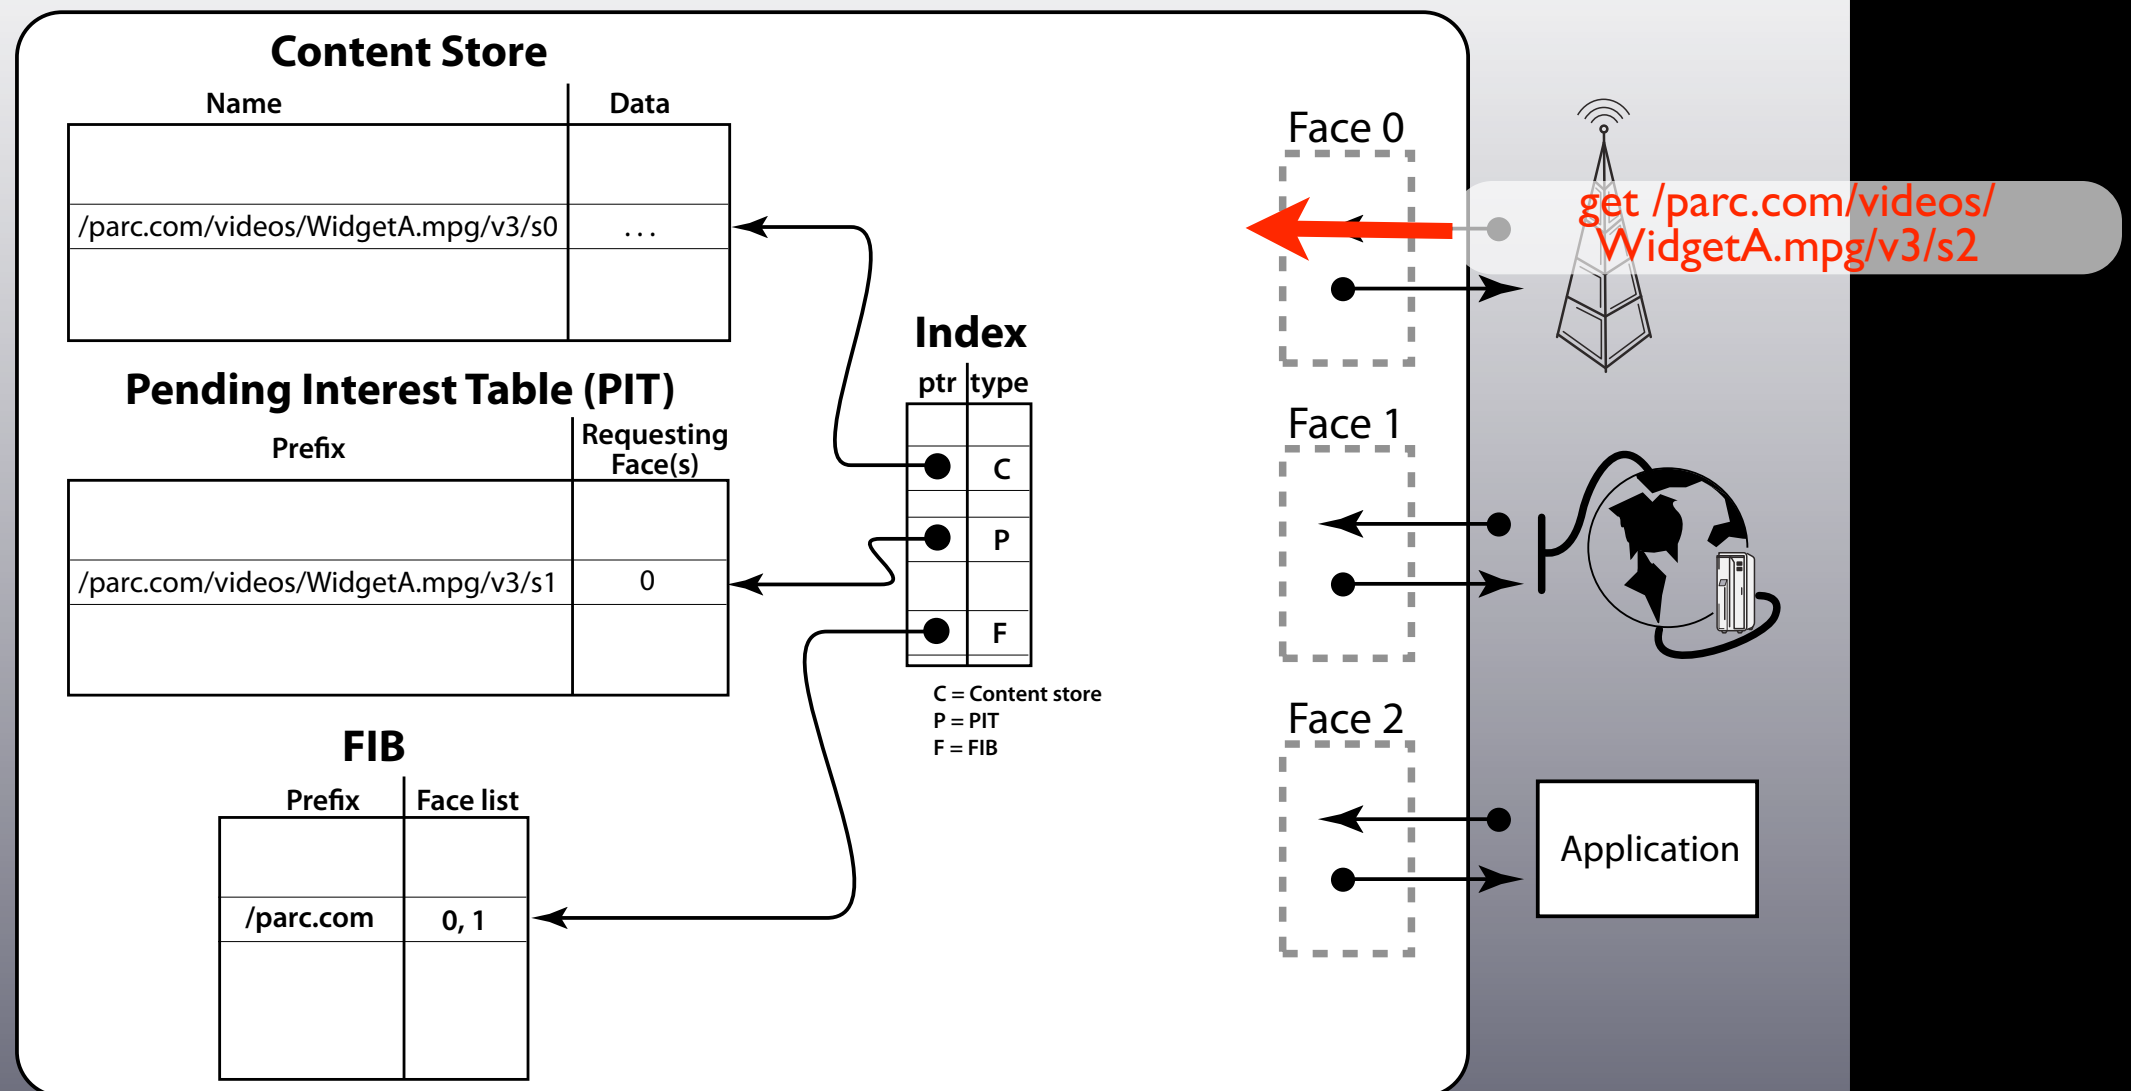 Content Store
Name Data
/parc.com/videos/WidgetA.mpg/v3/s0 ...
Pending Interest Table (PIT)
Prefix Requesting Face(s)
/parc.com/videos/WidgetA.mpg/v3/s1 0
FIB
Prefix Face list
/parc.com 0, 1
Index
ptr type
C
P
F
C = Content store
P = PIT
F = FIB
Face 0
get /parc.com/videos/
WidgetA.mpg/v3/s2
Face 1
Face 2
Application